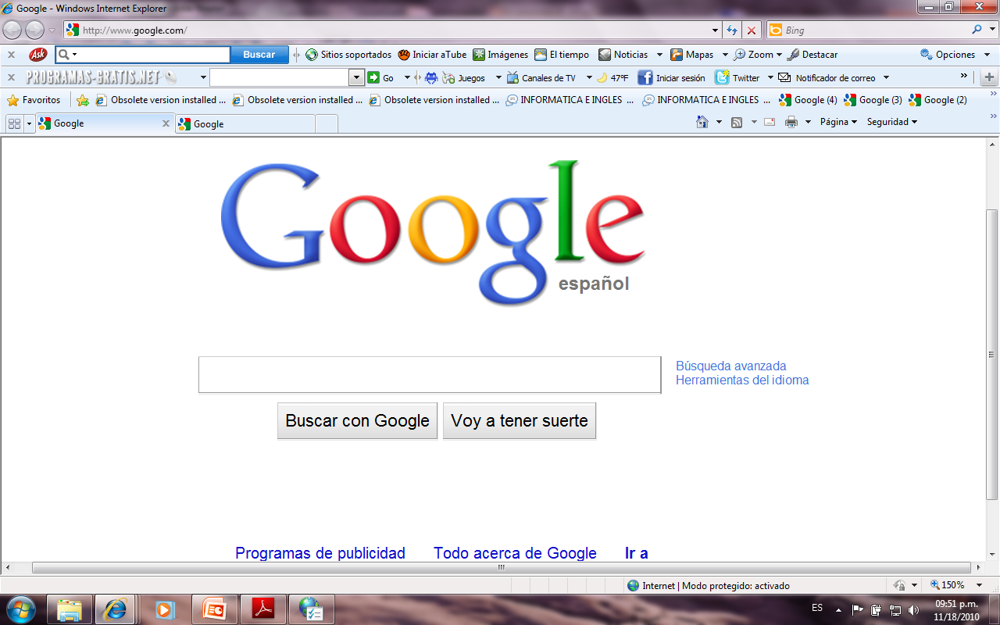 Google - Windows Internet Explorer
http://www.google.com/
Bing
Ask
Buscar
Sitios soportados
Iniciar aTube
Imágenes
El tiempo
Noticias
Mapas
Zoom
Destacar
Opciones
PROGRAMAS-GRATIS.NET
Go
Juegos
Canales de TV
47ºF
Iniciar sesión
Twitter
Notificador de correo
Favoritos
Obsolete version installed ...
Obsolete version installed ...
Obsolete version installed ...
INFORMATICA E INGLES ...
INFORMATICA E INGLES ...
Google (4)
Google (3)
Google (2)
Google
Google
Página
Seguridad
Google
español
Búsqueda avanzada
Herramientas del idioma
Buscar con Google
Voy a tener suerte
Programas de publicidad
Todo acerca de Google
Ir a
Internet | Modo protegido: activado
150%
ES
09:51 p.m.
11/18/2010